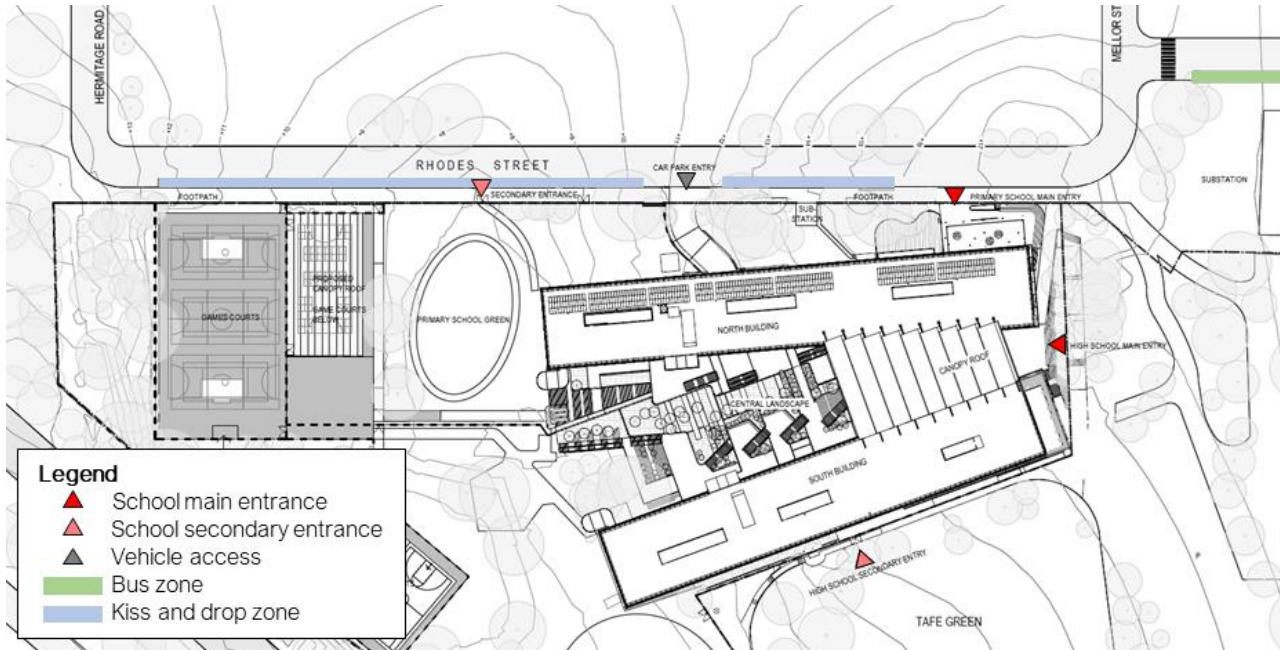 HERMITAGE ROAD
MELLOR ST
RHODES STREET
CAR PARK ENTRY
SUBSTATION
FOOTPATH
SECONDARY ENTRANCE
SUB-
STATION
FOOTPATH
PRIMARY SCHOOL MAIN ENTRY
PROPOSED
CANOPY ROOF
GAMES COURTS
GAME COURTS
BELOW
PRIMARY SCHOOL GREEN
NORTH BUILDING
HIGH SCHOOL MAIN ENTRY
CANOPY ROOF
CENTRAL LANDSCAPE
SOUTH BUILDING
HIGH SCHOOL SECONDARY ENTRY
TAFE GREEN
Legend
School main entrance
School secondary entrance
Vehicle access
Bus zone
Kiss and drop zone